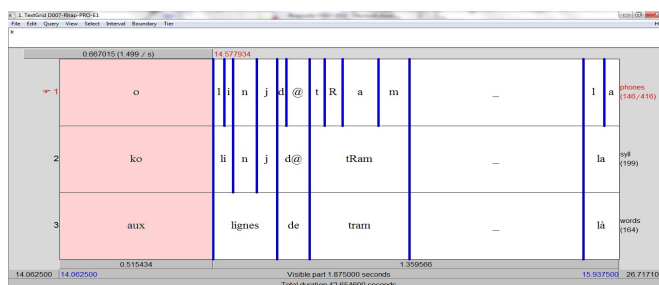 1. TextGrid D007-Rhap-PRO-E1
File Edit Query View Select Interval Boundary Tier H
0.667015 (1.499 / s) 14.577934
1 o l i n j d @ t R a m _ l a phones (146/416)
2 ko li n j d@ tRam _ la syll (199)
3 aux lignes de tram _ là words (164)
0.515434 1.359566
14.062500 14.062500 Visible part 1.875000 seconds 15.937500 26.71710
Total duration 42.654600 seconds